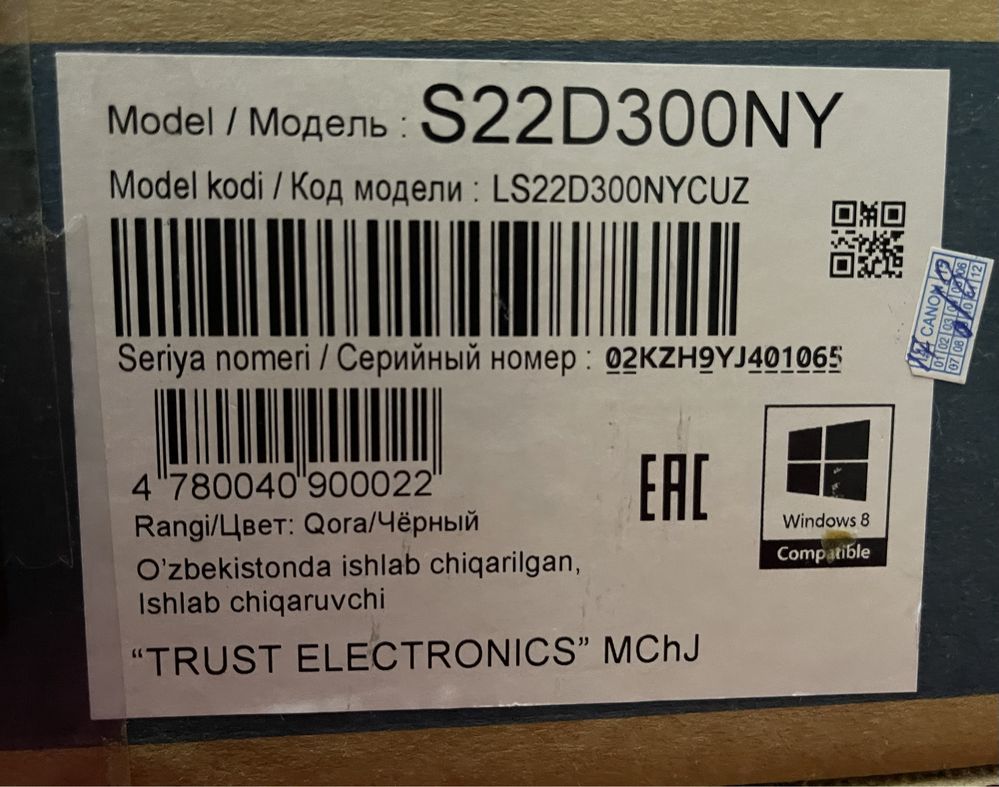 Model / Модель : S22D300NY
Model kodi / Код модели : LS22D300NYCUZ
Seriya nomeri / Серийный номер : 02KZH9YJ401065
4 780040 900022
Rangi/Цвет: Qora/Чёрный
O'zbekistonda ishlab chiqarilgan,
Ishlab chiqaruvchi
“TRUST ELECTRONICS” MChJ
EAC
Windows 8
Compatible
CANON